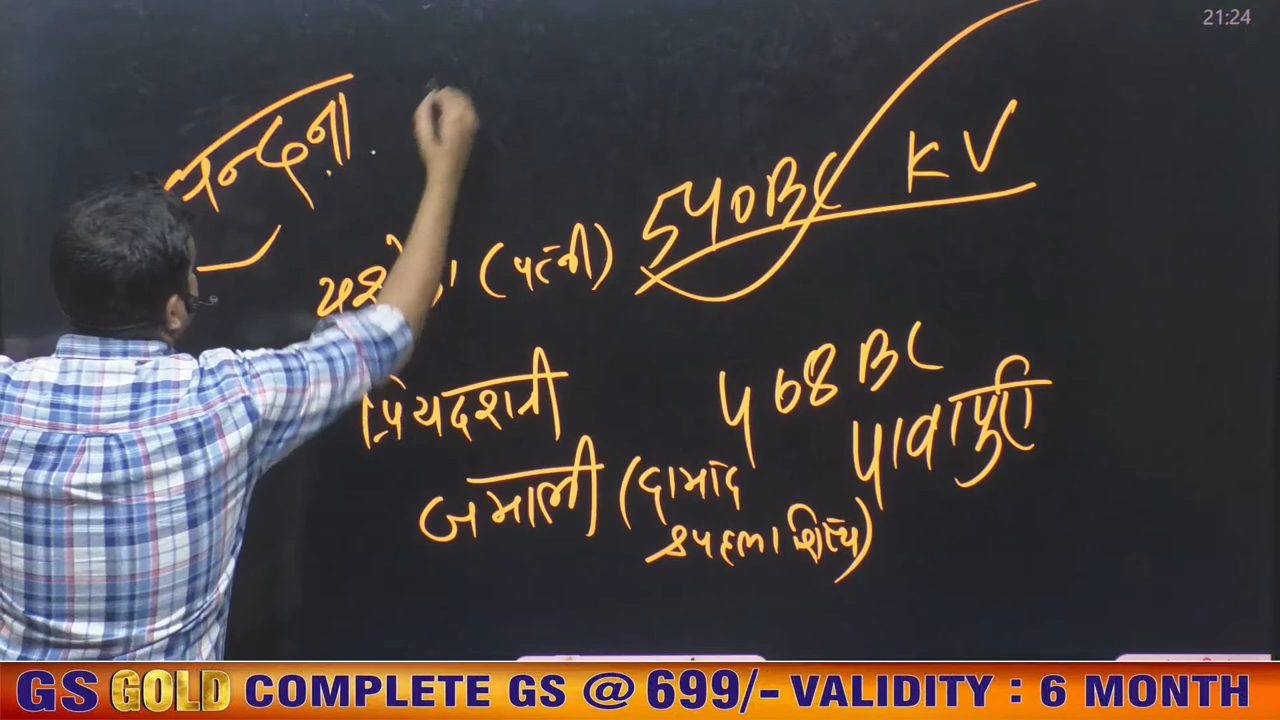 21:24
न्दना
540BC KV
(पत्नी)
प्रियदर्शनी
468 BC
पावापुरी
जमाली (दामाद
& पहला शिष्य)
GS GOLD COMPLETE GS @ 699/- VALIDITY : 6 MONTH